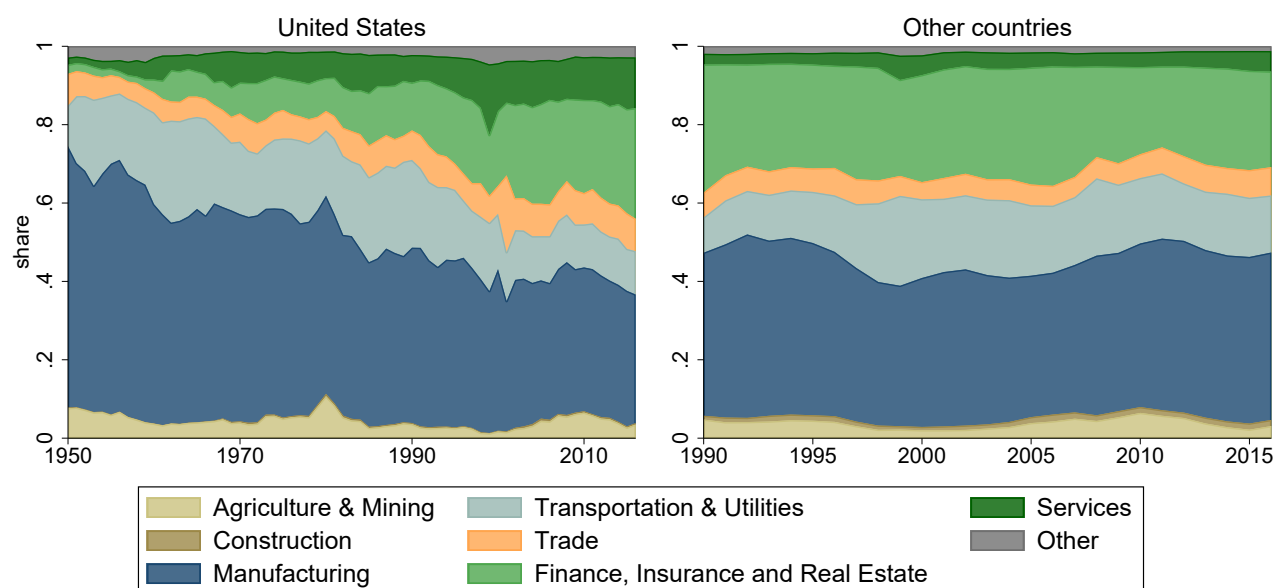 United States
Other countries
share
0
.2
.4
.6
.8
1
1950
1970
1990
2010
0
.2
.4
.6
.8
1
1990
1995
2000
2005
2010
2015
Agriculture & Mining
Transportation & Utilities
Services
Construction
Trade
Other
Manufacturing
Finance, Insurance and Real Estate